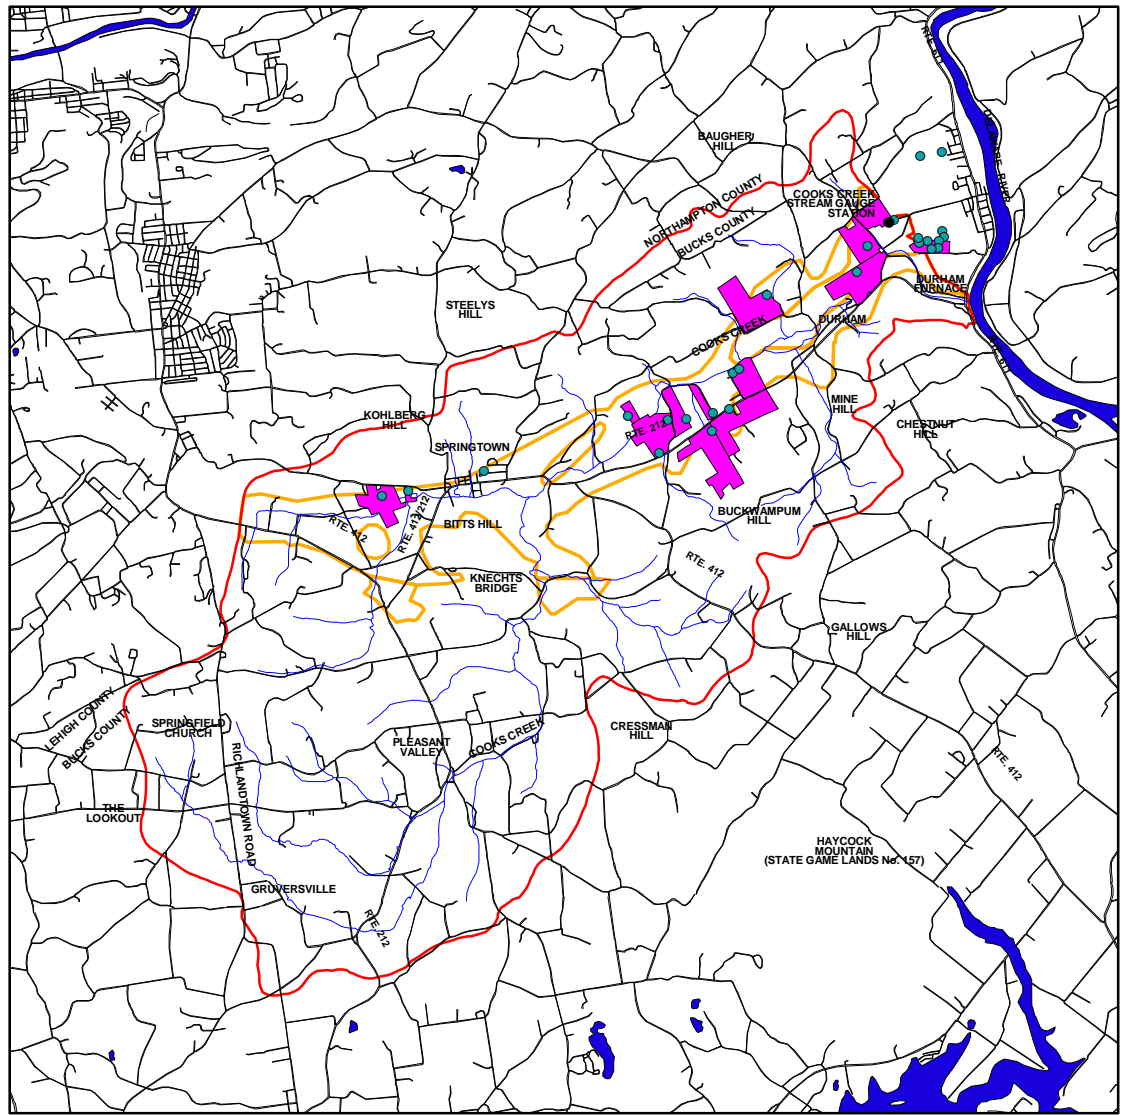 RTE. 611
DELAWARE RIVER
BAUGHER
HILL
NORTHAMPTON COUNTY
BUCKS COUNTY
COOKS CREEK
STREAM GAUGE
STATION
STEELYS
HILL
DURHAM
FURNACE
DURHAM
COOKS CREEK
RTE. 611
KOHLBERG
HILL
MINE
HILL
CHESTNUT
HILL
RTE. 212
SPRINGTOWN
BUCKWAMPUM
HILL
RTE. 412
RTE. 412/212
BITTS HILL
RTE. 412
KNECHTS
BRIDGE
GALLOWS
HILL
LEHIGH COUNTY
BUCKS COUNTY
SPRINGFIELD
CHURCH
RICHLANDTOWN ROAD
PLEASANT
VALLEY
COOKS CREEK
CRESSMAN
HILL
RTE. 412
THE
LOOKOUT
HAYCOCK
MOUNTAIN
(STATE GAME LANDS No. 157)
GRUVERSVILLE
RTE. 212